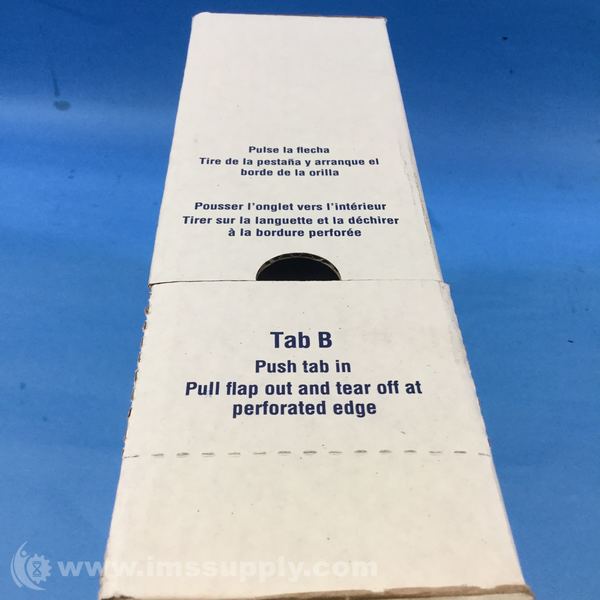 Pulse la flecha
Tire de la pestaña y arranque el
borde de la orilla
Pousser l'onglet vers l'intérieur
Tirer sur la languette et la déchirer
à la bordure perforée
Tab B
Push tab in
Pull flap out and tear off at
perforated edge
www.imssupply.com